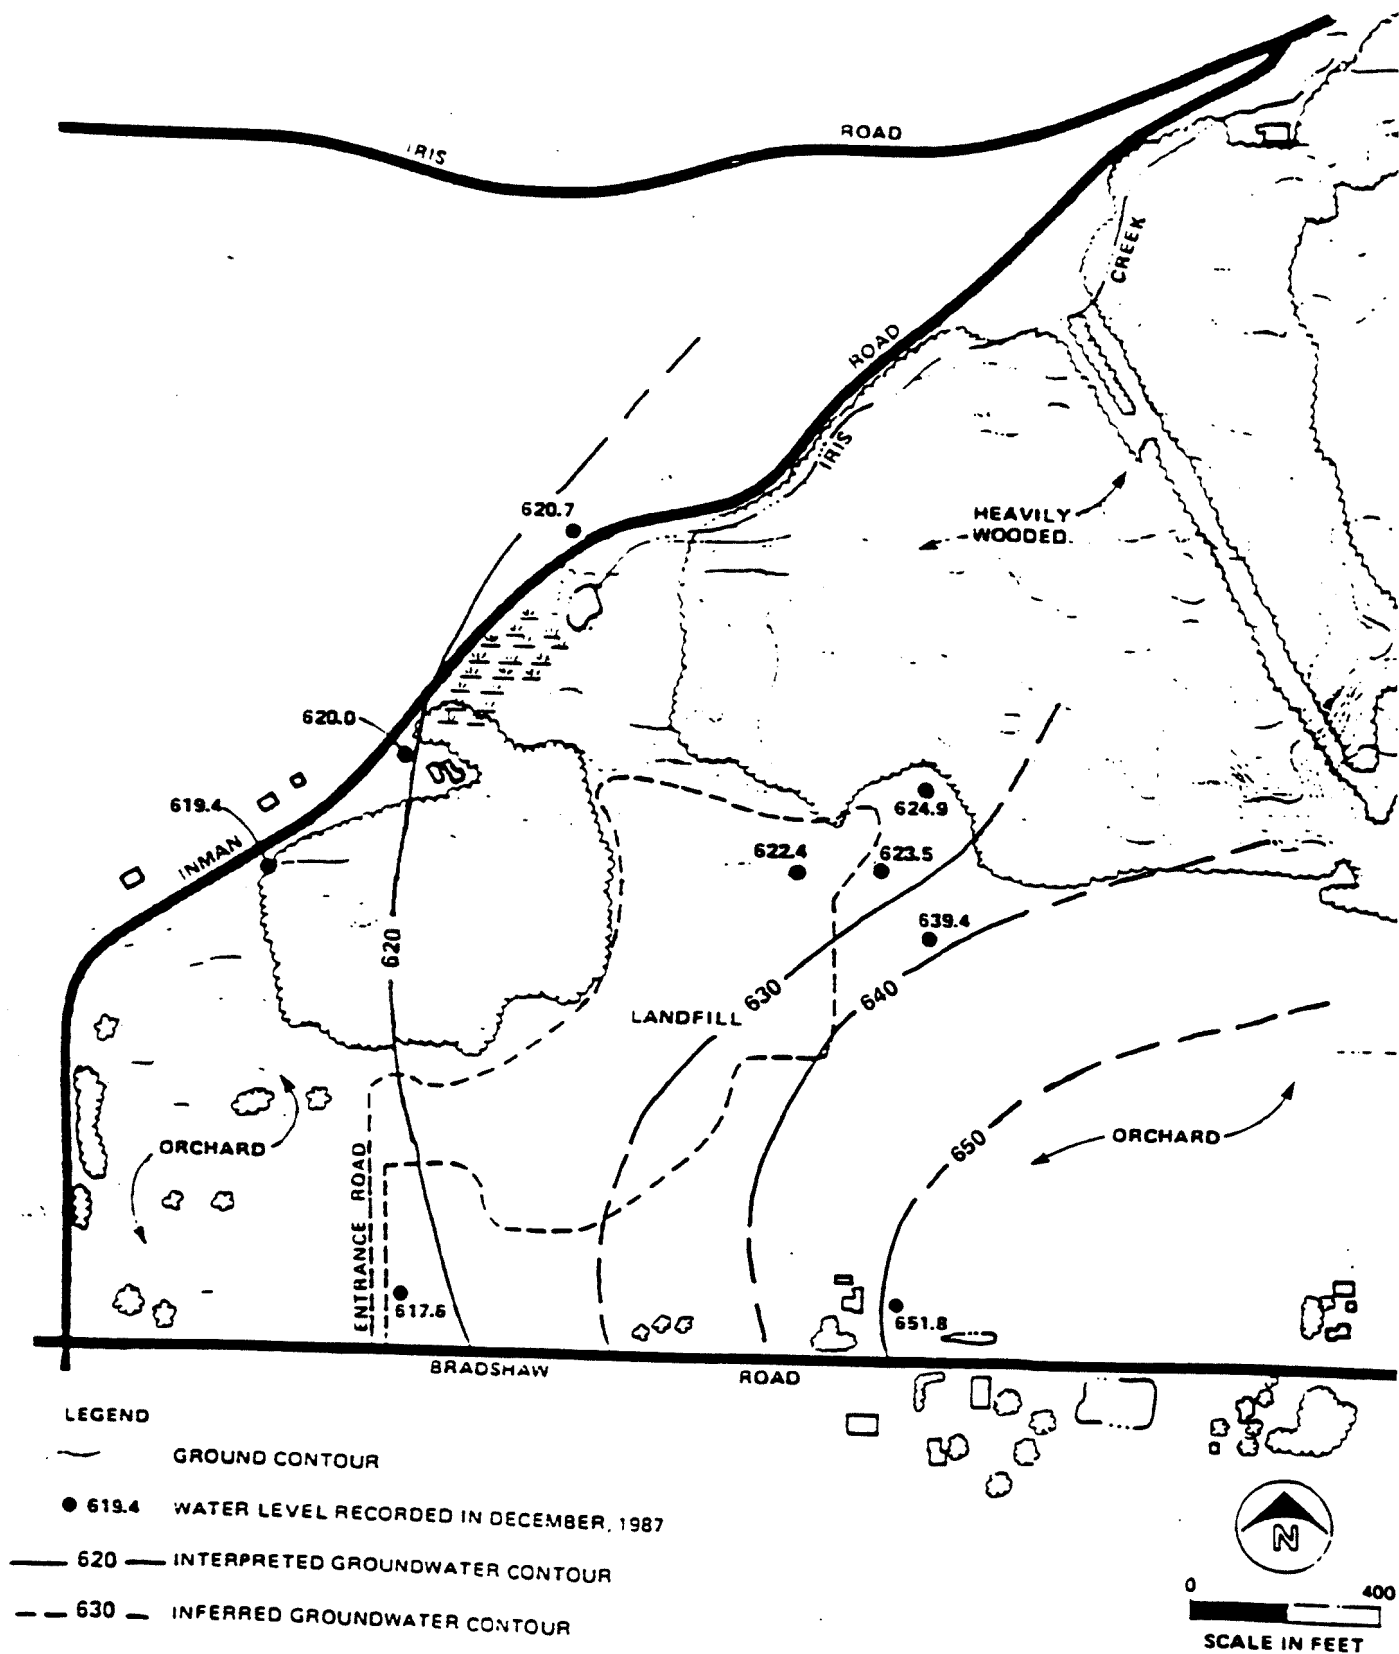 IRIS
ROAD
CREEK
ROAD
IRIS
620.7
HEAVILY
WOODED
620.0
619.4
INMAN
624.9
622.4
623.5
639.4
620
630
640
LANDFILL
650
ORCHARD
ORCHARD
ENTRANCE ROAD
617.6
651.8
BRADSHAW
ROAD
LEGEND
GROUND CONTOUR
619.4 WATER LEVEL RECORDED IN DECEMBER, 1987
620 INTERPRETED GROUNDWATER CONTOUR
630 INFERRED GROUNDWATER CONTOUR
N
0 400
SCALE IN FEET